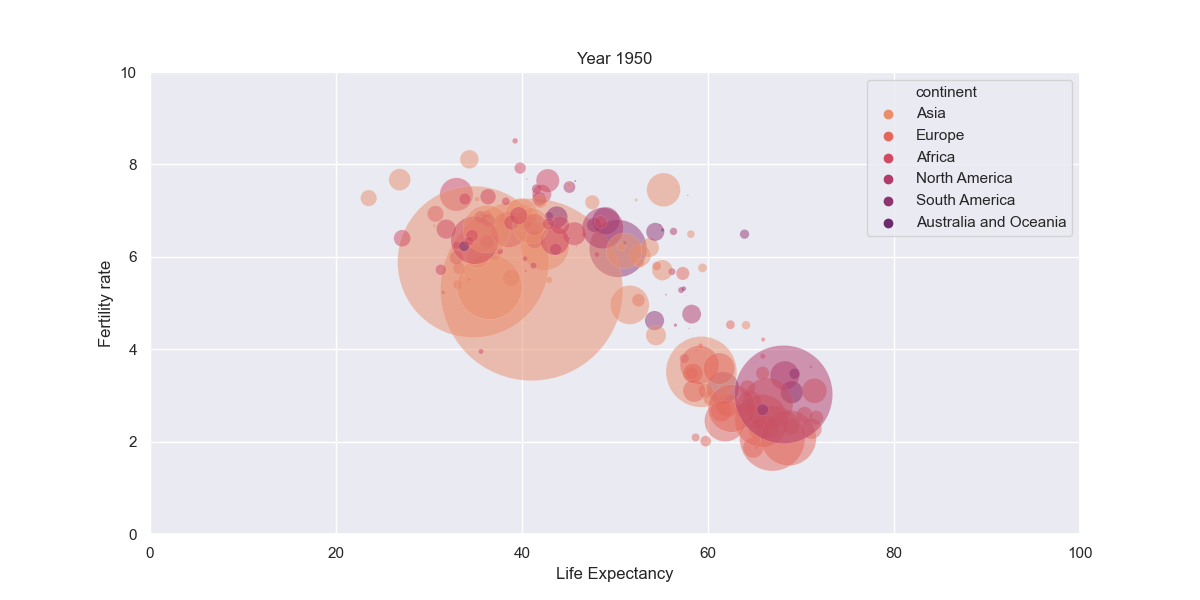 Year 1950
10
8
6
4
2
0
Fertility rate
0 20 40 60 80 100
Life Expectancy
continent
Asia
Europe
Africa
North America
South America
Australia and Oceania